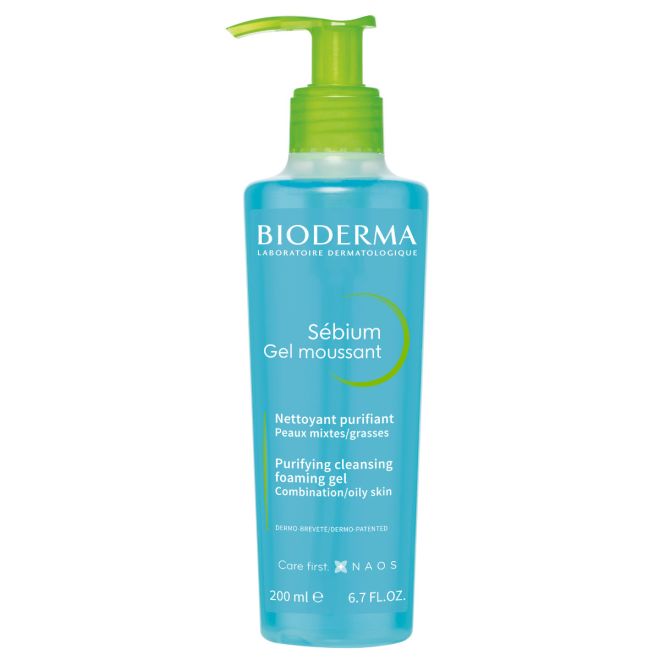 BIODERMA
LABORATOIRE DERMATOLOGIQUE
Sébium
Gel moussant
Nettoyant purifiant
Peaux mixtes/grasses
Purifying cleansing
foaming gel
Combination/oily skin
DERMO-BREVETÉ/DERMO-PATENTED
Care first. NAOS
200 ml ℮ 6.7 FL.OZ.